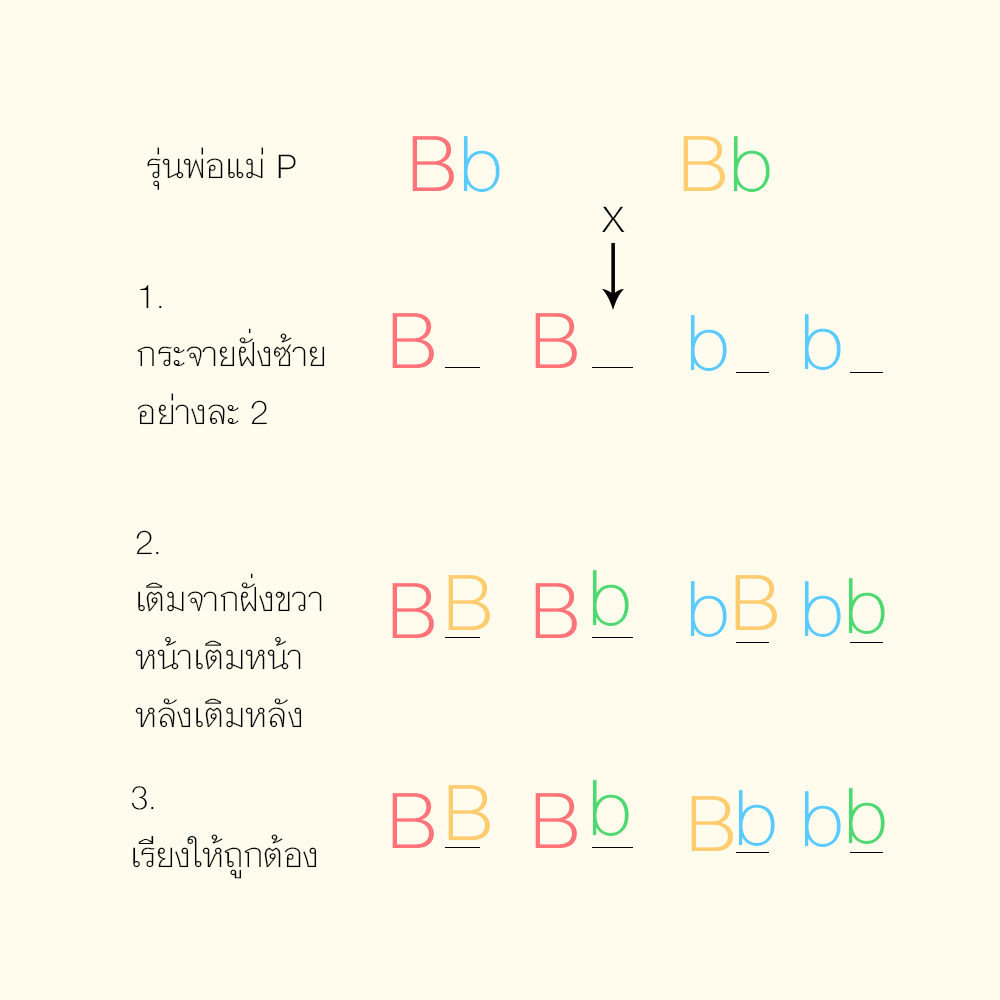 รุ่นพ่อแม่ P Bb Bb
X
1.
กระจายฝั่งซ้าย B_ B_ b_ b_
อย่างละ 2
2.
เติมจากฝั่งขวา BB Bb bB bb
หน้าเติมหน้า
หลังเติมหลัง
3.
เรียงให้ถูกต้อง BB Bb Bb bb